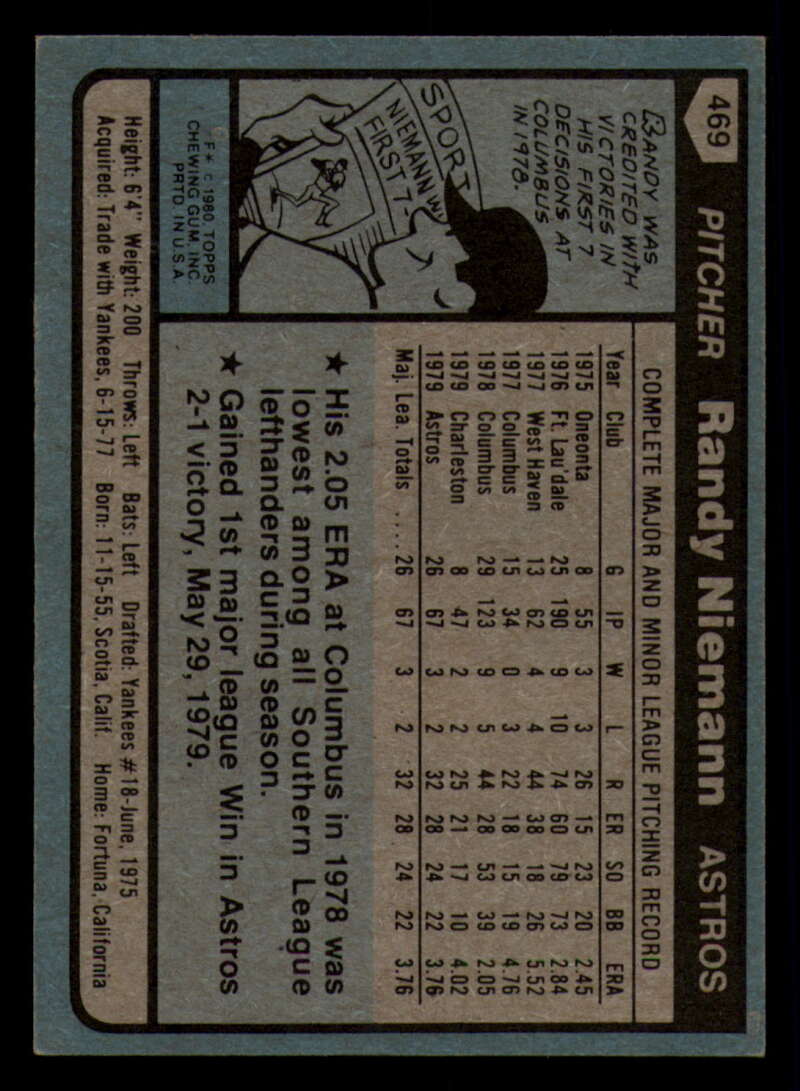 469
PITCHER Randy Niemann ASTROS
RANDY WAS
CREDITED WITH
VICTORIES IN
HIS FIRST 7
DECISIONS AT
COLUMBUS
IN 1978.
SPORT
NIEMANN W
FIRST 7-
F* © 1980 TOPPS
CHEWING GUM, INC.
PRTD. IN U.S.A.
COMPLETE MAJOR AND MINOR LEAGUE PITCHING RECORD
Year Club G IP W L R ER SO BB ERA
1975 Oneonta 8 55 3 3 26 15 23 20 2.45
1976 Ft. Lau'dale 25 190 9 10 74 60 79 73 2.84
1977 West Haven 13 62 4 4 44 38 18 26 5.52
1977 Columbus 15 34 0 3 22 18 15 19 4.76
1978 Columbus 29 123 9 5 44 28 53 39 2.05
1979 Charleston 8 47 2 2 25 21 17 10 4.02
1979 Astros 26 67 3 2 32 28 24 22 3.76
Maj. Lea. Totals .... 26 67 3 2 32 28 24 22 3.76
★ His 2.05 ERA at Columbus in 1978 was
lowest among all Southern League
lefthanders during season.
★ Gained 1st major league Win in Astros
2-1 victory, May 29, 1979.
Height: 6'4" Weight: 200 Throws: Left Bats: Left Drafted: Yankees #18-June, 1975
Acquired: Trade with Yankees, 6-15-77 Born: 11-15-55, Scotia, Calif. Home: Fortuna, California